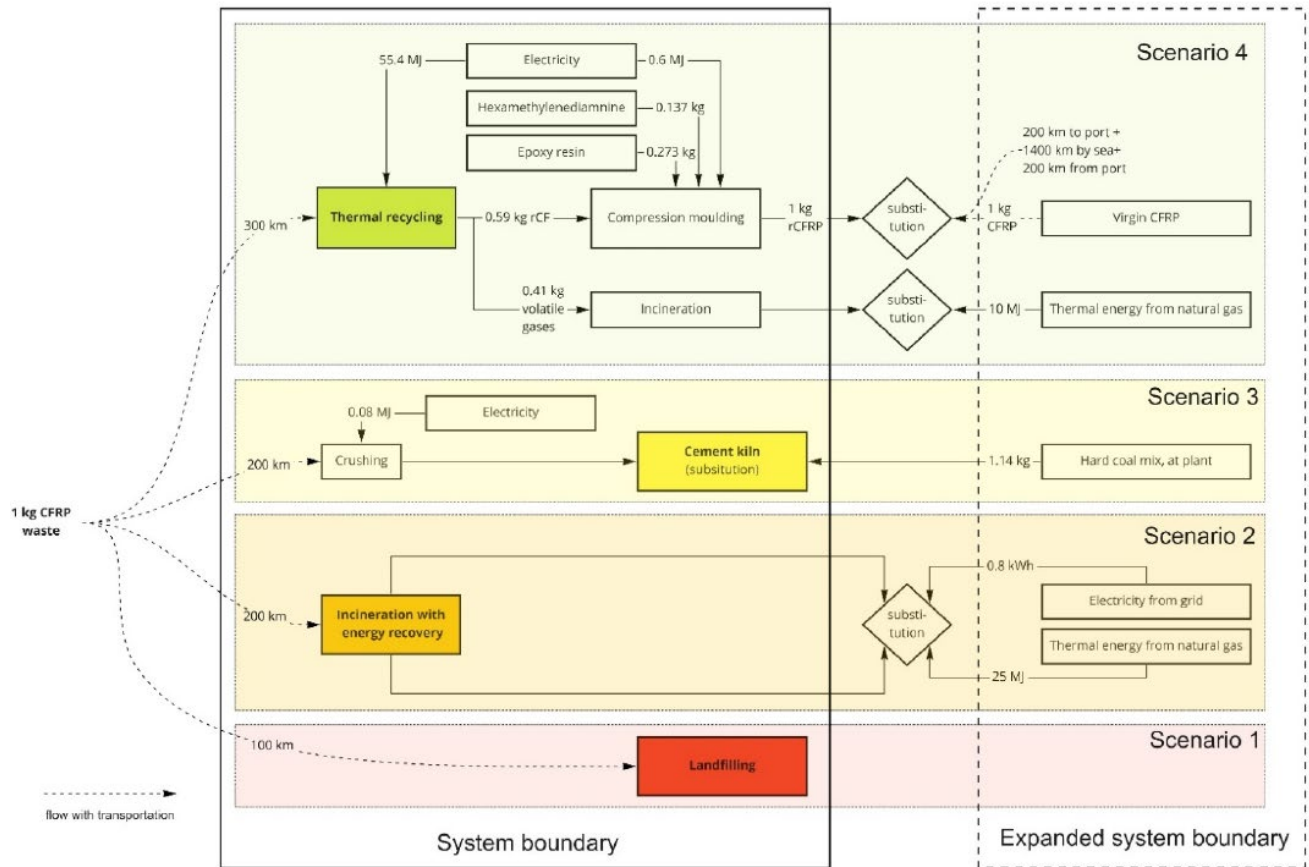 Scenario 4
55.4 MJ
Electricity
0.6 MJ
Hexamethylenediamnine
0.137 kg
Epoxy resin
0.273 kg
200 km to port +
-1400 km by sea+
200 km from port
300 km
Thermal recycling
0.59 kg rCF
Compression moulding
1 kg
rCFRP
substi-
tution
1 kg
CFRP
Virgin CFRP
0.41 kg
volatile
gases
Incineration
substi-
tution
10 MJ
Thermal energy from natural gas
Scenario 3
0.08 MJ
Electricity
200 km
Crushing
Cement kiln
(subsitution)
1.14 kg
Hard coal mix, at plant
1 kg CFRP
waste
Scenario 2
200 km
Incineration with
energy recovery
substi-
tution
0.8 kWh
Electricity from grid
Thermal energy from natural gas
25 MJ
Scenario 1
100 km
Landfilling
flow with transportation
System boundary
Expanded system boundary